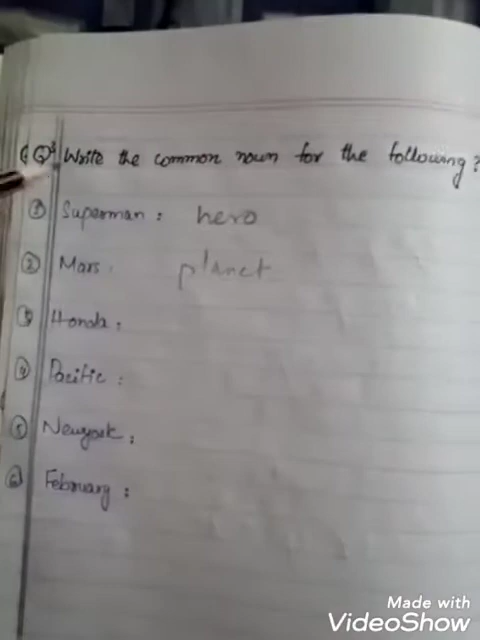 Q3 Write the common noun for the following?
① Superman: hero
② Mars: planet
③ Honda:
④ Pacific:
⑤ Newyork:
⑥ February:
Made with
VideoShow